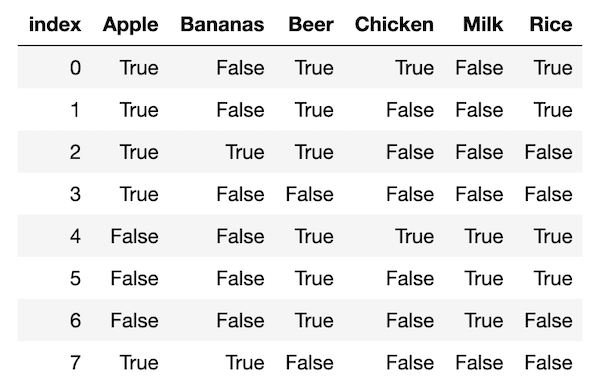 index Apple Bananas Beer Chicken Milk Rice
0 True False True True False True
1 True False True False False True
2 True True True False False False
3 True False False False False False
4 False False True True True True
5 False False True False True True
6 False False True False True False
7 True True False False False False